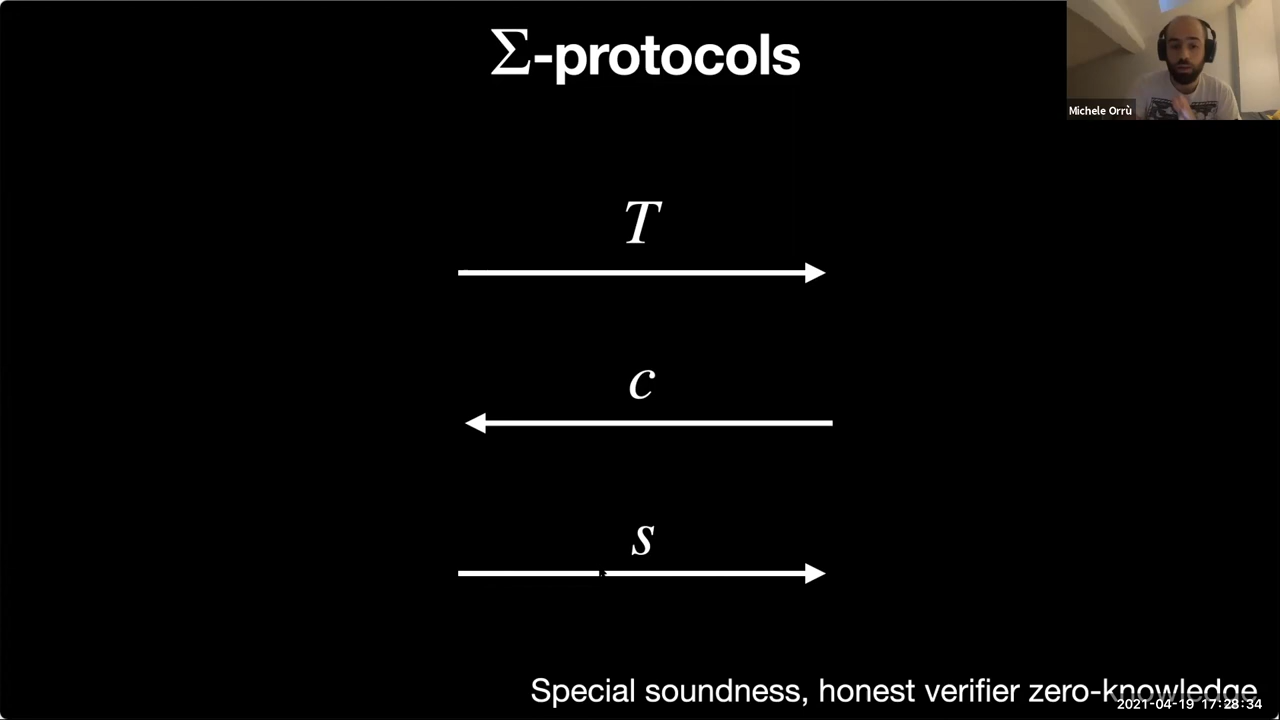 Σ-protocols
Michele Orrù
T
c
s
Special soundness, honest verifier zero-knowledge
2021-04-19 17:28:34